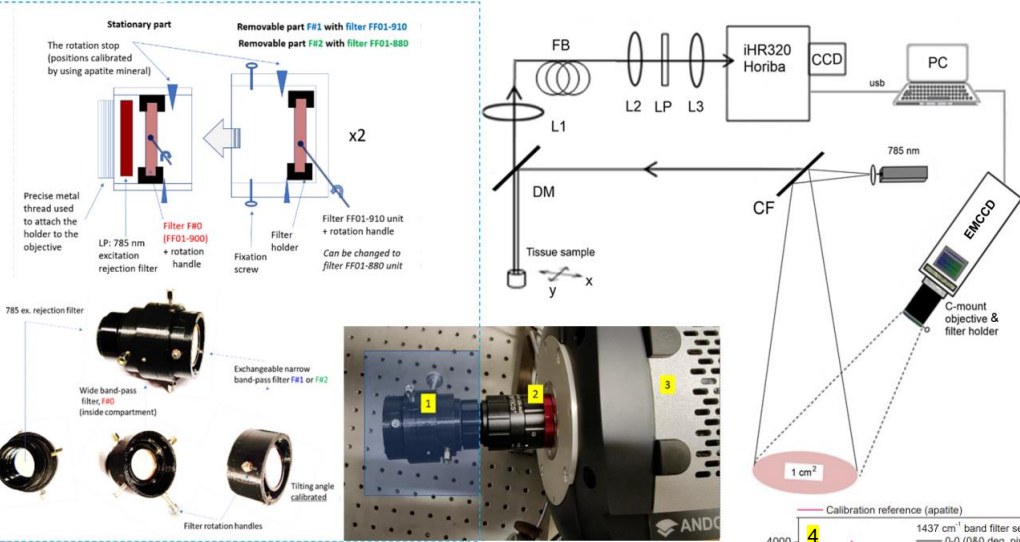 Stationary part
Removable part F#1 with filter FF01-910
Removable part F#2 with filter FF01-880
The rotation stop
(positions calibrated
by using apatite mineral)
x2
Precise metal
thread used
to attach the
holder to the
objective
LP: 785 nm
excitation
rejection filter
Filter F#0
(FF01-900)
+ rotation
handle
Fixation
screw
Filter
holder
Filter FF01-910 unit
+ rotation handle
Can be changed to
filter FF01-880 unit
785 ex. rejection filter
Wide band-pass
filter, F#0
(inside compartment)
Exchangeable narrow
band-pass filter F#1 or F#2
Tilting angle
calibrated
Filter rotation handles
1
2
3
ANDO
FB
L1
L2
LP
L3
iHR320
Horiba
CCD
usb
PC
785 nm
DM
CF
EMCCD
Tissue sample
x
y
C-mount
objective &
filter holder
1 cm²
Calibration reference (apatite)
4
4000
1437 cm⁻¹ band filter se